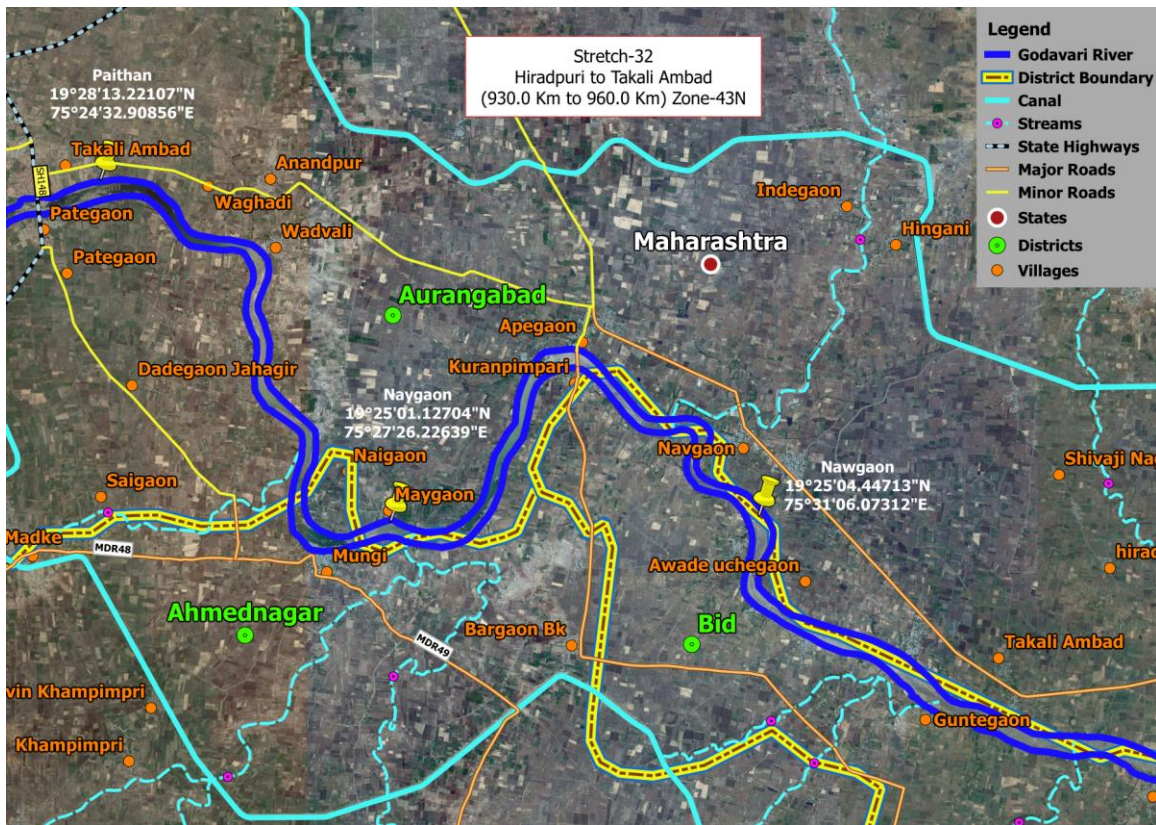 Stretch-32
Hiradpuri to Takali Ambad
(930.0 Km to 960.0 Km) Zone-43N
Legend
Godavari River
District Boundary
Canal
Streams
State Highways
Major Roads
Minor Roads
States
Districts
Villages
Paithan
19°28'13.22107"N
75°24'32.90856"E
Takali Ambad
Anandpur
SH148
Waghadi
Indegaon
Pategaon
Wadvali
Hingani
Maharashtra
Pategaon
Aurangabad
Apegaon
Kuranpimpari
Dadegaon Jahagir
Naygaon
19°25'01.12704"N
75°27'26.22639"E
Naigaon
Navgaon
Nawgaon
19°25'04.44713"N
75°31'06.07312"E
Shivaji Nag
Saigaon
Maygaon
Madke
MDR48
Mungi
Awade uchegaon
hirad
Ahmednagar
MDR49
Bargaon Bk
Bid
Takali Ambad
vin Khampimpri
Guntegaon
Khampimpri